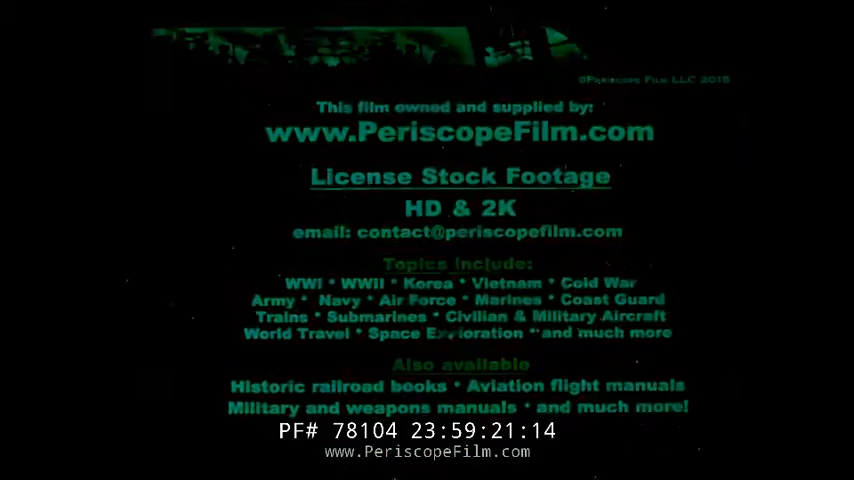 ©Periscope Film LLC 2015
This film owned and supplied by:
www.PeriscopeFilm.com
License Stock Footage
HD & 2K
email: contact@periscopefilm.com
Topics include:
WWI * WWII * Korea * Vietnam * Cold War
Army * Navy * Air Force * Marines * Coast Guard
Trains * Submarines * Civilian & Military Aircraft
World Travel * Space Exploration * and much more
Also available
Historic railroad books * Aviation flight manuals
Military and weapons manuals * and much more!
PF# 78104 23:59:21:14
www.PeriscopeFilm.com